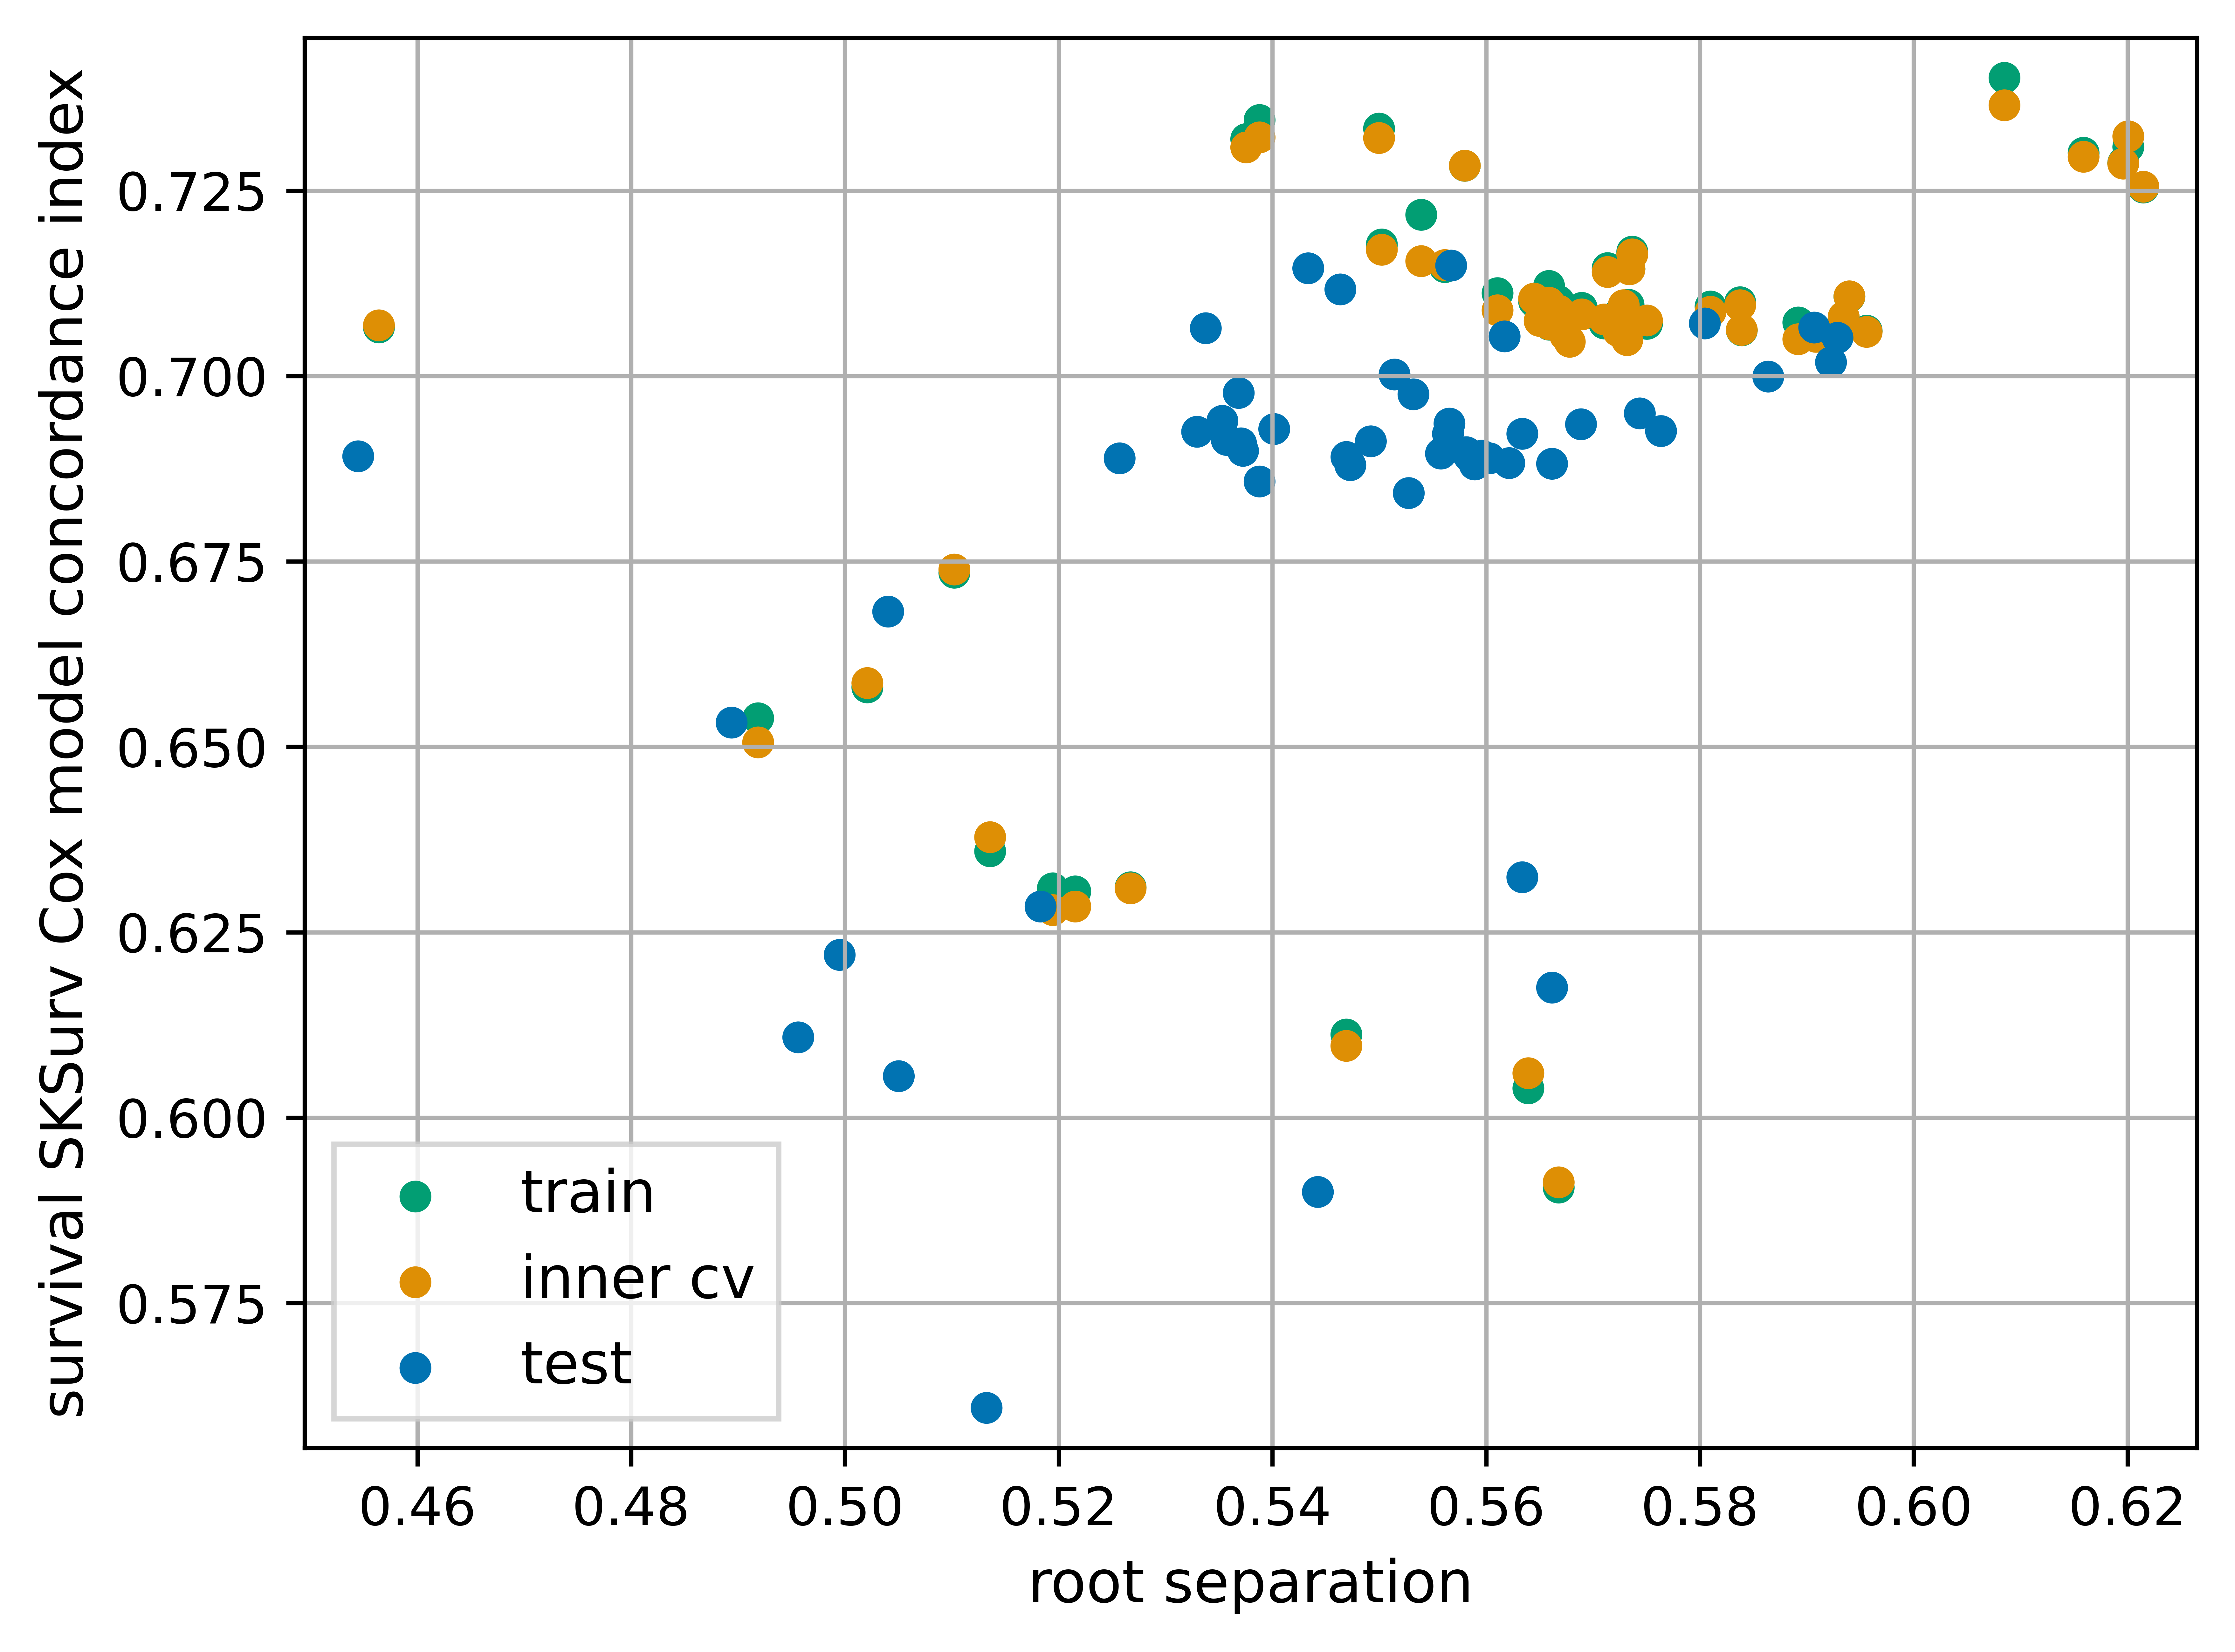 survival SKSurv Cox model concordance index
0.725
0.700
0.675
0.650
0.625
0.600
0.575
train
inner cv
test
0.46 0.48 0.50 0.52 0.54 0.56 0.58 0.60 0.62
root separation